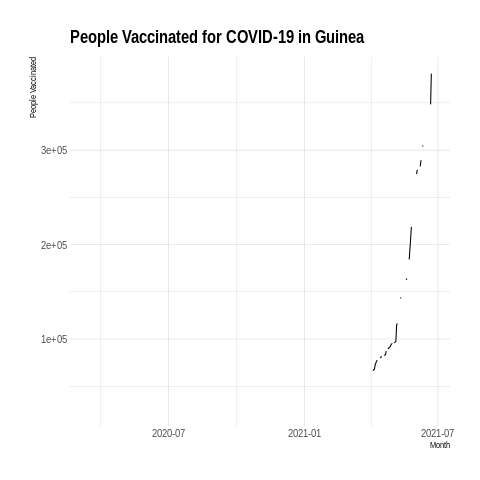 People Vaccinated for COVID-19 in Guinea
People Vaccinated
3e+05
2e+05
1e+05
2020-07
2021-01
2021-07
Month